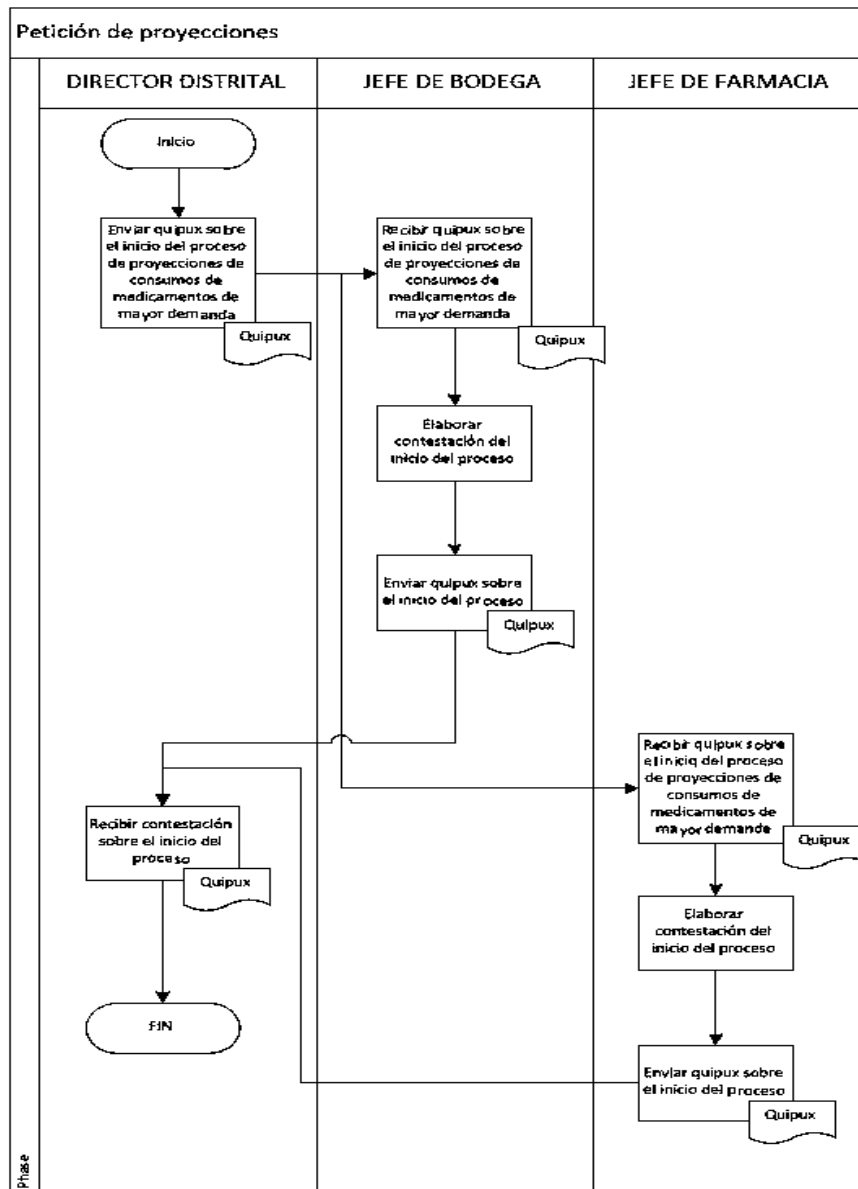 Petición de proyecciones
DIRECTOR DISTRITAL
JEFE DE BODEGA
JEFE DE FARMACIA
Inicio
Enviar quipux sobre
el inicio del proceso
de proyecciones de
consumos de
medicamentos de
mayor demanda
Quipux
Recibir quipux sobre
el inicio del proceso
de proyecciones de
consumos de
medicamentos de
mayor demanda
Quipux
Elaborar
contestación del
inicio del proceso
Enviar quipux sobre
el inicio del proceso
Quipux
Recibir quipux sobre
el inicio del proceso
de proyecciones de
consumos de
medicamentos de
mayor demande
Quipux
Recibir contestación
sobre el inicio del
proceso
Quipux
Elaborar
contestación del
inicio del proceso
FIN
Enviar quipux sobre
el inicio del proceso
Quipux
Phase